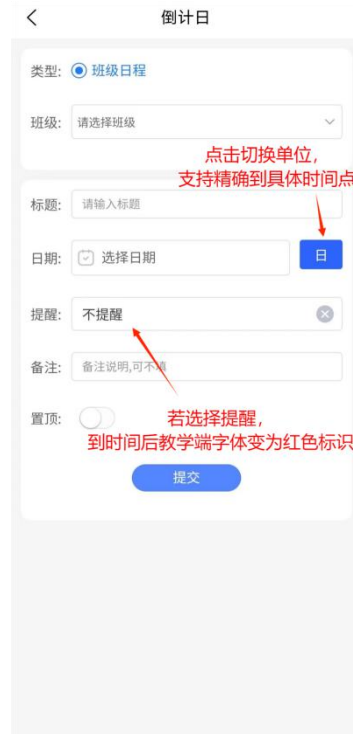 倒计日
类型: 班级日程
班级: 请选择班级
点击切换单位,
支持精确到具体时间点
标题: 请输入标题
日期: 选择日期 日
提醒: 不提醒
备注: 备注说明,可不填
置顶:
若选择提醒,
到时间后教学端字体变为红色标识
提交